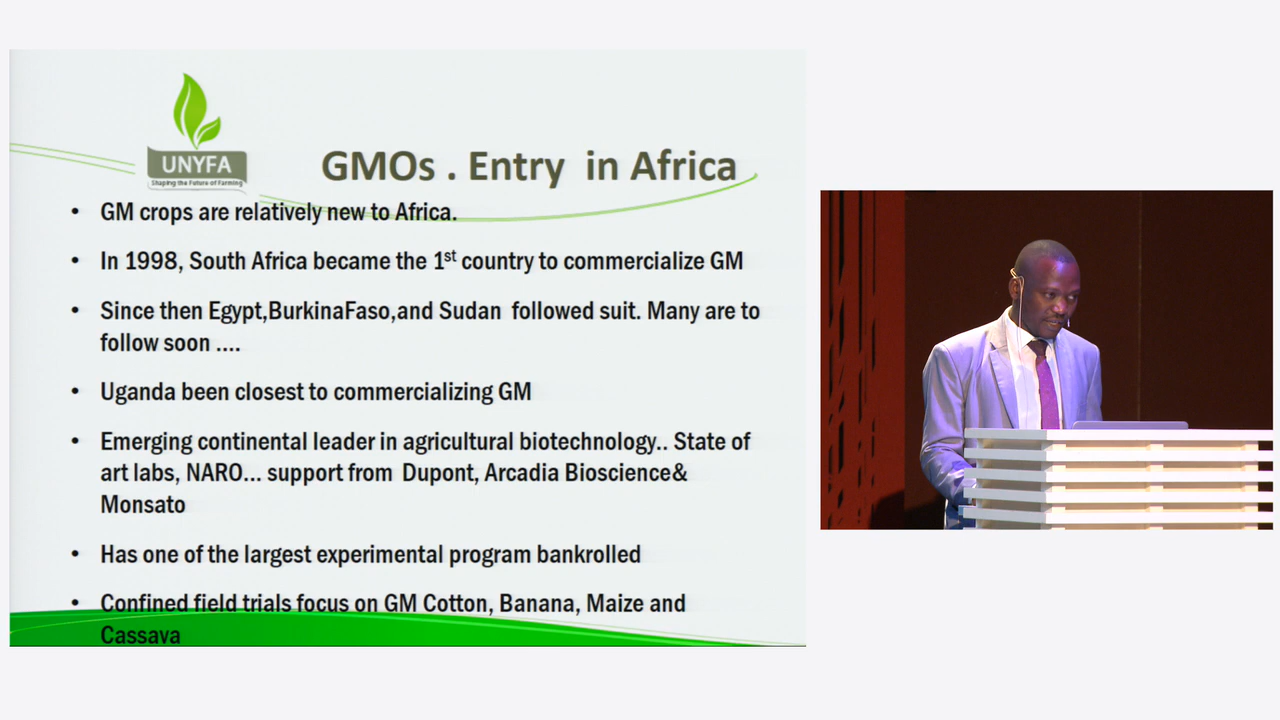 UNYFA
Shaping the Future of Farming
GMOs . Entry in Africa
• GM crops are relatively new to Africa.
• In 1998, South Africa became the 1st country to commercialize GM
• Since then Egypt,BurkinaFaso,and Sudan followed suit. Many are to
follow soon ....
• Uganda been closest to commercializing GM
• Emerging continental leader in agricultural biotechnology.. State of
art labs, NARO... support from Dupont, Arcadia Bioscience&
Monsato
• Has one of the largest experimental program bankrolled
• Confined field trials focus on GM Cotton, Banana, Maize and
Cassava